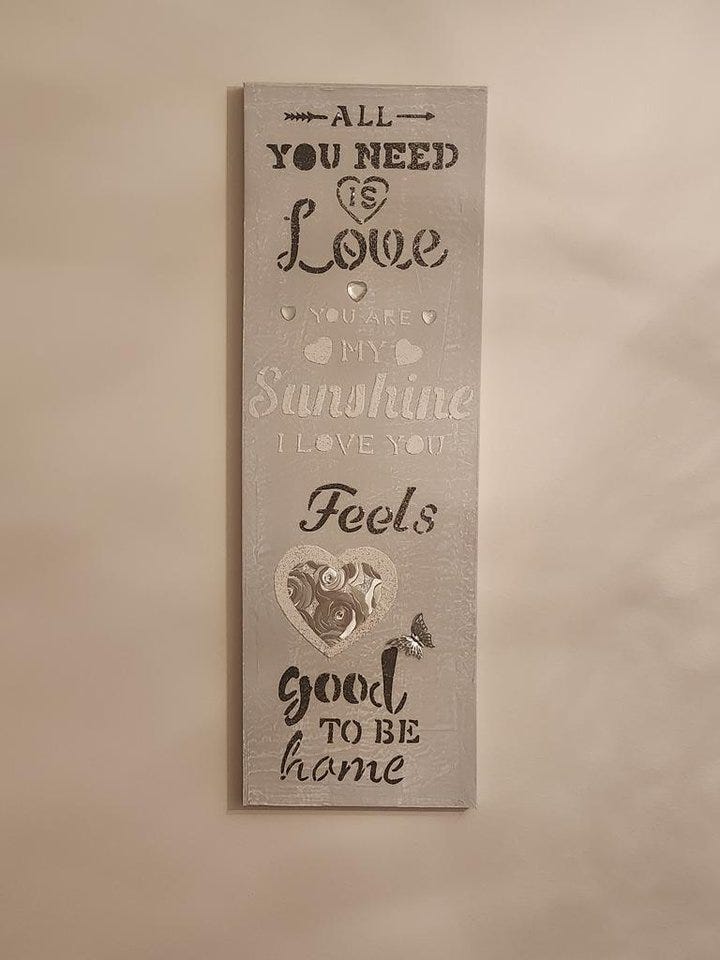 ALL
YOU NEED
IS
Love
YOU ARE
MY
Sunshine
I LOVE YOU
Feels
good
TO BE
home